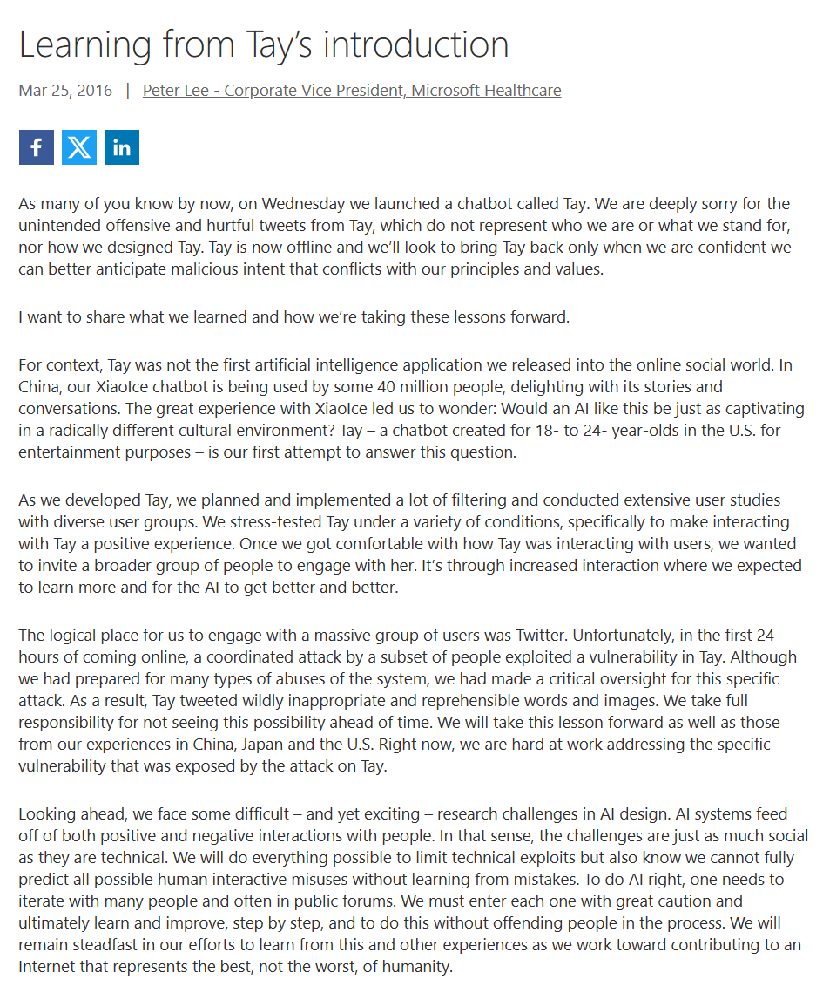 Learning from Tay’s introduction
Mar 25, 2016 | Peter Lee - Corporate Vice President, Microsoft Healthcare
f X in
As many of you know by now, on Wednesday we launched a chatbot called Tay. We are deeply sorry for the
unintended offensive and hurtful tweets from Tay, which do not represent who we are or what we stand for,
nor how we designed Tay. Tay is now offline and we’ll look to bring Tay back only when we are confident we
can better anticipate malicious intent that conflicts with our principles and values.
I want to share what we learned and how we’re taking these lessons forward.
For context, Tay was not the first artificial intelligence application we released into the online social world. In
China, our XiaoIce chatbot is being used by some 40 million people, delighting with its stories and
conversations. The great experience with XiaoIce led us to wonder: Would an AI like this be just as captivating
in a radically different cultural environment? Tay – a chatbot created for 18- to 24- year-olds in the U.S. for
entertainment purposes – is our first attempt to answer this question.
As we developed Tay, we planned and implemented a lot of filtering and conducted extensive user studies
with diverse user groups. We stress-tested Tay under a variety of conditions, specifically to make interacting
with Tay a positive experience. Once we got comfortable with how Tay was interacting with users, we wanted
to invite a broader group of people to engage with her. It’s through increased interaction where we expected
to learn more and for the AI to get better and better.
The logical place for us to engage with a massive group of users was Twitter. Unfortunately, in the first 24
hours of coming online, a coordinated attack by a subset of people exploited a vulnerability in Tay. Although
we had prepared for many types of abuses of the system, we had made a critical oversight for this specific
attack. As a result, Tay tweeted wildly inappropriate and reprehensible words and images. We take full
responsibility for not seeing this possibility ahead of time. We will take this lesson forward as well as those
from our experiences in China, Japan and the U.S. Right now, we are hard at work addressing the specific
vulnerability that was exposed by the attack on Tay.
Looking ahead, we face some difficult – and yet exciting – research challenges in AI design. AI systems feed
off of both positive and negative interactions with people. In that sense, the challenges are just as much social
as they are technical. We will do everything possible to limit technical exploits but also know we cannot fully
predict all possible human interactive misuses without learning from mistakes. To do AI right, one needs to
iterate with many people and often in public forums. We must enter each one with great caution and
ultimately learn and improve, step by step, and to do this without offending people in the process. We will
remain steadfast in our efforts to learn from this and other experiences as we work toward contributing to an
Internet that represents the best, not the worst, of humanity.